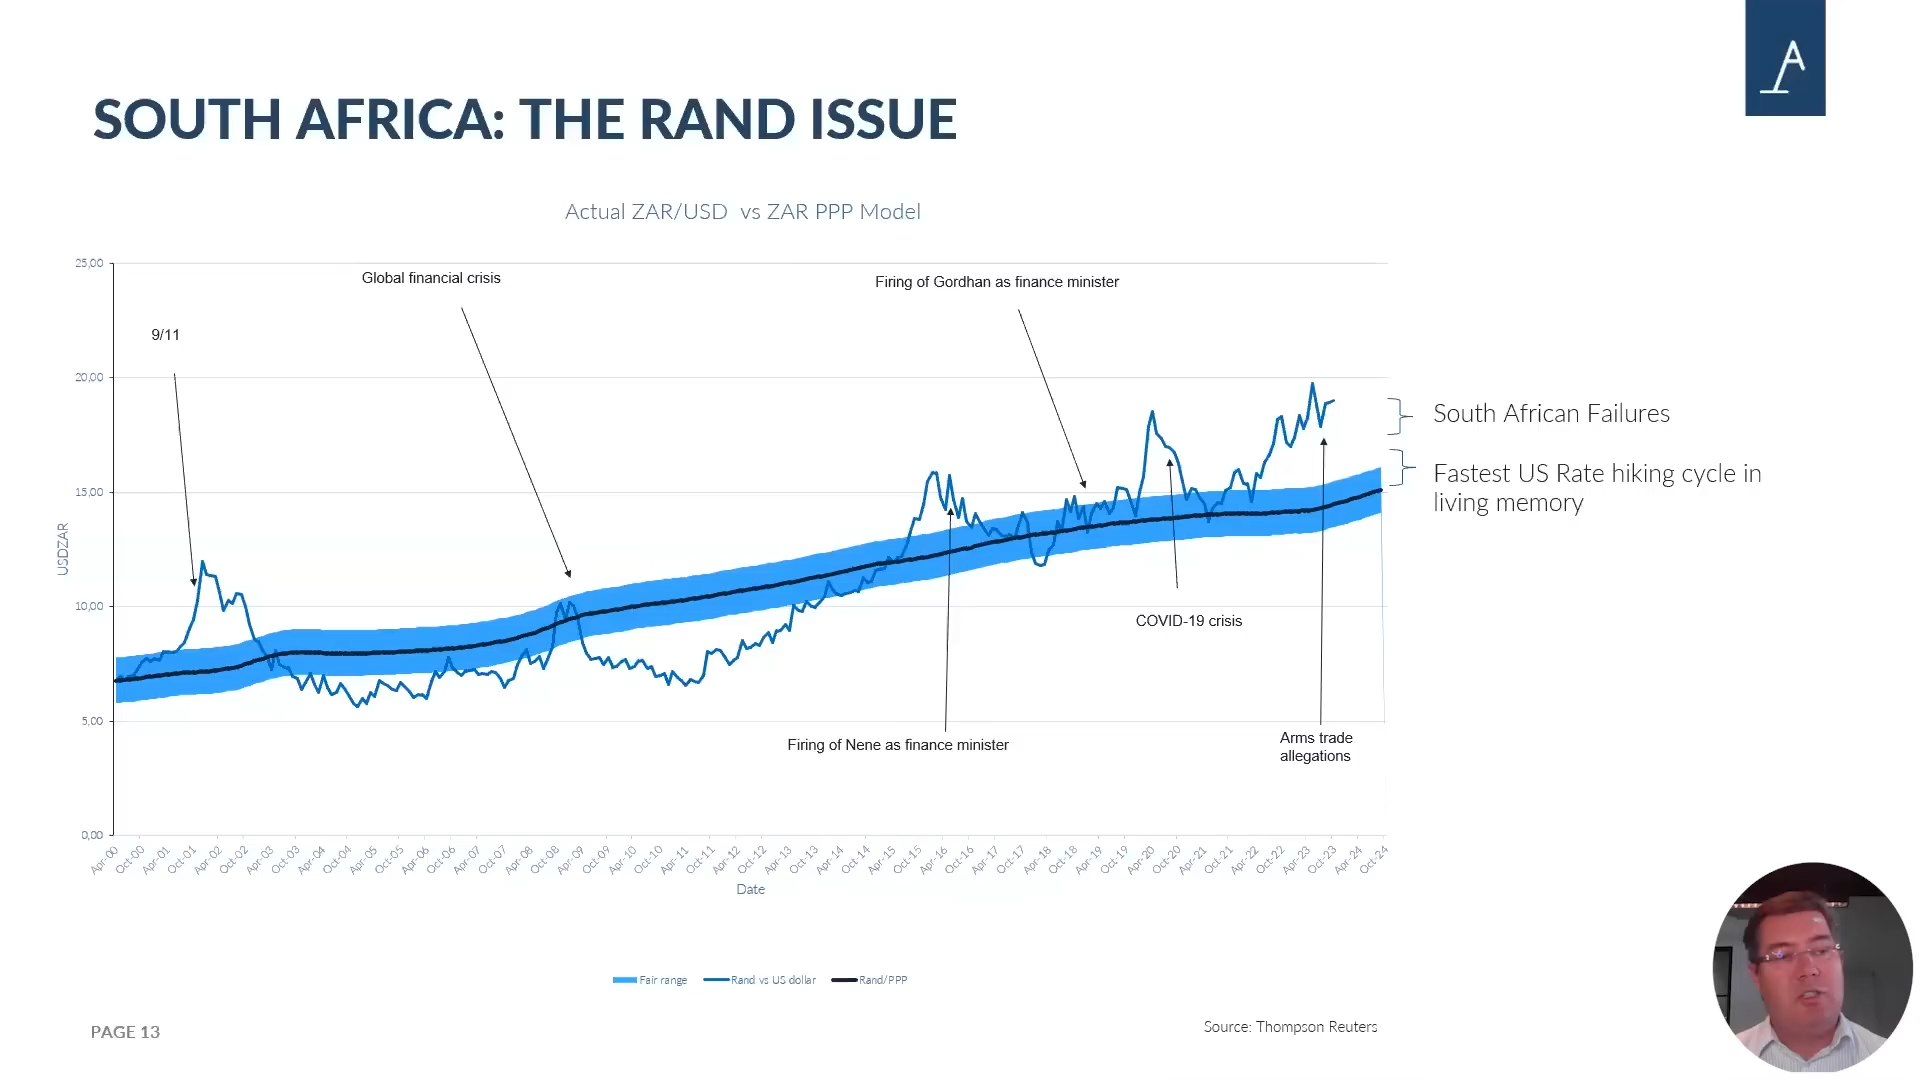 SOUTH AFRICA: THE RAND ISSUE
Actual ZAR/USD vs ZAR PPP Model
25,00
20,00
15,00
10,00
5,00
0,00
USDZAR
9/11
Global financial crisis
Firing of Gordhan as finance minister
Firing of Nene as finance minister
COVID-19 crisis
Arms trade
allegations
South African Failures
Fastest US Rate hiking cycle in
living memory
Apr-00
Oct-00
Apr-01
Oct-01
Apr-02
Oct-02
Apr-03
Oct-03
Apr-04
Oct-04
Apr-05
Oct-05
Apr-06
Oct-06
Apr-07
Oct-07
Apr-08
Oct-08
Apr-09
Oct-09
Apr-10
Oct-10
Apr-11
Oct-11
Apr-12
Oct-12
Apr-13
Oct-13
Apr-14
Oct-14
Apr-15
Oct-15
Apr-16
Oct-16
Apr-17
Oct-17
Apr-18
Oct-18
Apr-19
Oct-19
Apr-20
Oct-20
Apr-21
Oct-21
Apr-22
Oct-22
Apr-23
Oct-23
Apr-24
Oct-24
Date
Fair range
Rand vs US dollar
Rand/PPP
PAGE 13
Source: Thompson Reuters